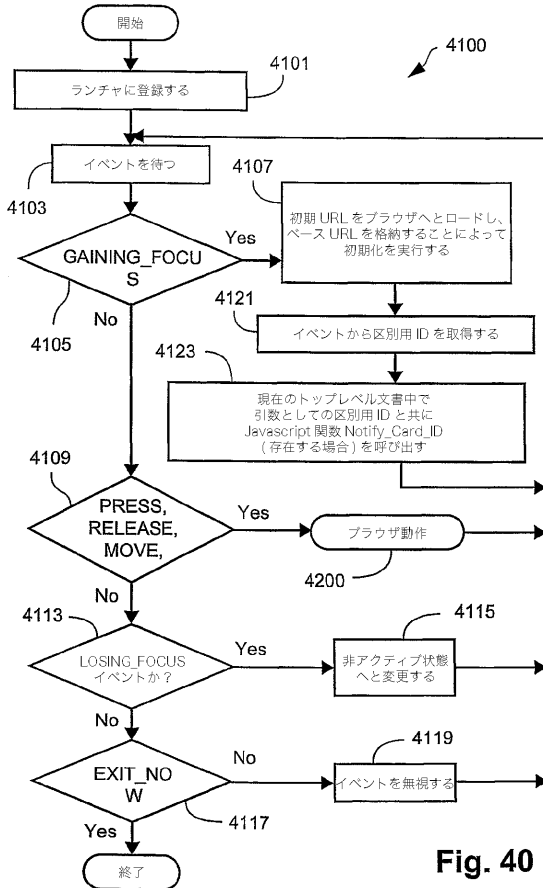 開始
4100
4101
ランチャに登録する
イベントを待つ
4103
4107
初期 URL をブラウザへとロードし、
ベース URL を格納することによって
初期化を実行する
Yes
GAINING_FOCU
S
4105
No
4121
イベントから区別用 ID を取得する
4123
現在のトップレベル文書中で
引数としての区別用 ID と共に
Javascript 関数 Notify_Card_ID
( 存在する場合 ) を呼び出す
4109
PRESS,
RELEASE,
MOVE,
Yes
ブラウザ動作
4200
No
4113
LOSING_FOCUS
イベントか？
Yes
4115
非アクティブ状態
へと変更する
No
EXIT_NO
W
No
4119
イベントを無視する
4117
Yes
終了
Fig. 40